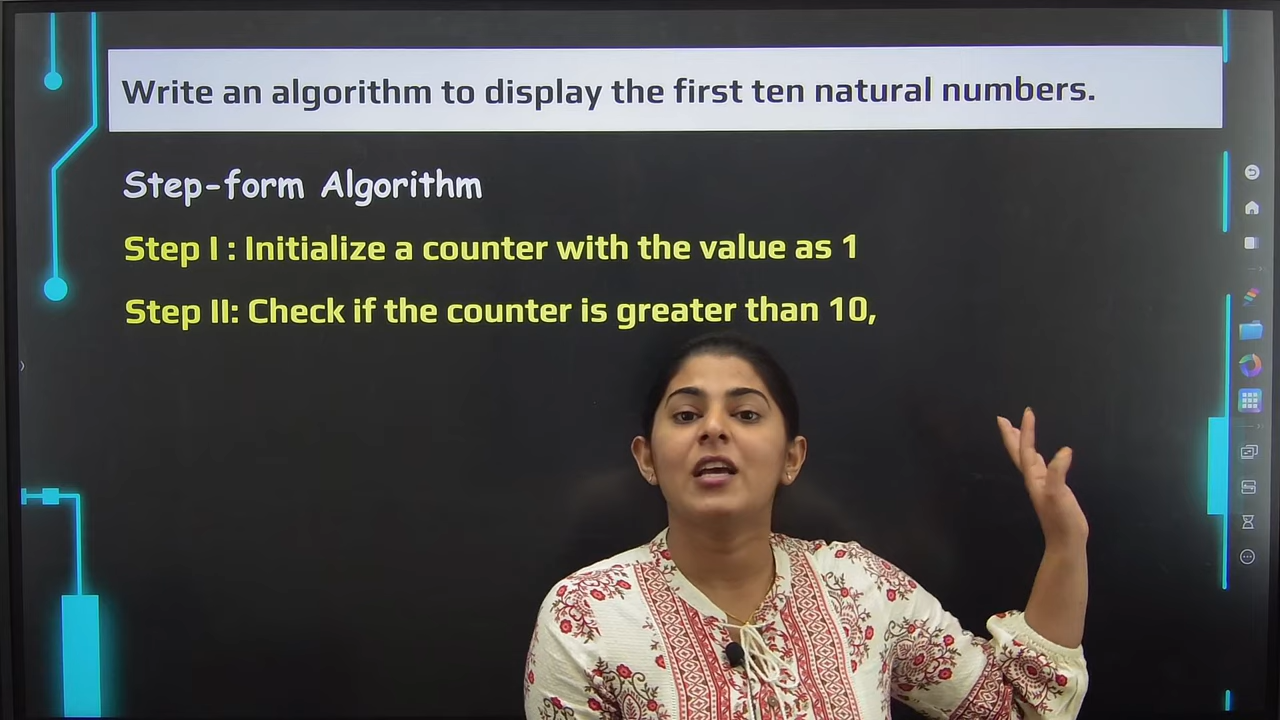 Write an algorithm to display the first ten natural numbers.
Step-form Algorithm
Step I : Initialize a counter with the value as 1
Step II: Check if the counter is greater than 10,